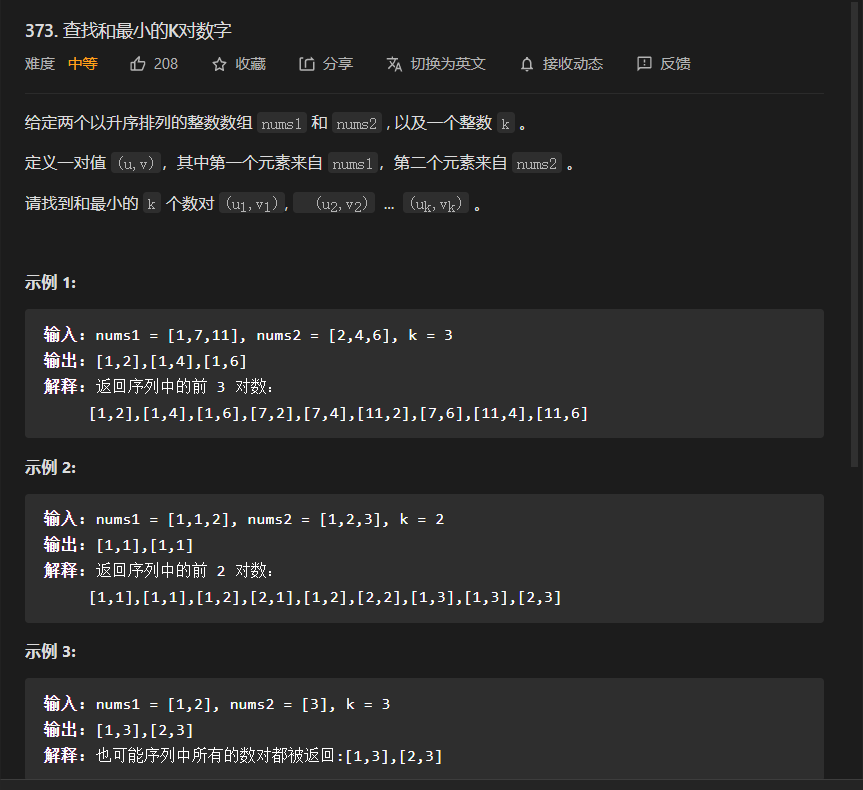 373. 查找和最小的K对数字
难度 中等 208 收藏 分享 切换为英文 接收动态 反馈
给定两个以升序排列的整数数组 nums1 和 nums2 , 以及一个整数 k 。
定义一对值 (u,v)，其中第一个元素来自 nums1，第二个元素来自 nums2 。
请找到和最小的 k 个数对 (u1,v1), (u2,v2) ... (uk,vk) 。
示例 1:
输入: nums1 = [1,7,11], nums2 = [2,4,6], k = 3
输出: [1,2],[1,4],[1,6]
解释: 返回序列中的前 3 对数:
[1,2],[1,4],[1,6],[7,2],[7,4],[11,2],[7,6],[11,4],[11,6]
示例 2:
输入: nums1 = [1,1,2], nums2 = [1,2,3], k = 2
输出: [1,1],[1,1]
解释: 返回序列中的前 2 对数:
[1,1],[1,1],[1,2],[2,1],[1,2],[2,2],[1,3],[1,3],[2,3]
示例 3:
输入: nums1 = [1,2], nums2 = [3], k = 3
输出: [1,3],[2,3]
解释: 也可能序列中所有的数对都被返回:[1,3],[2,3]